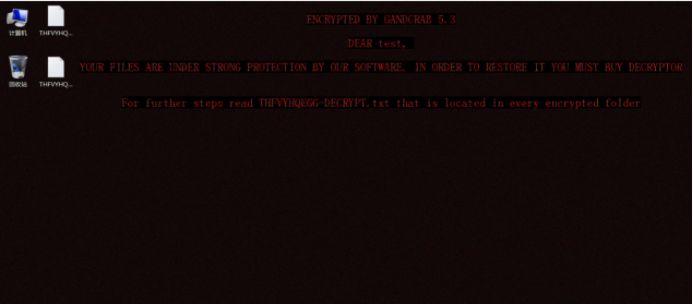 ENCRYPTED BY GANDCRAB 5.3
DEAR test,
YOUR FILES ARE UNDER STRONG PROTECTION BY OUR SOFTWARE. IN ORDER TO RESTORE IT YOU MUST BUY DECRYPTOR
For further steps read THFVYHQEGG-DECRYPT.txt that is located in every encrypted folder
计算机
THFVYHQ...
回收站
THFVYHQ...